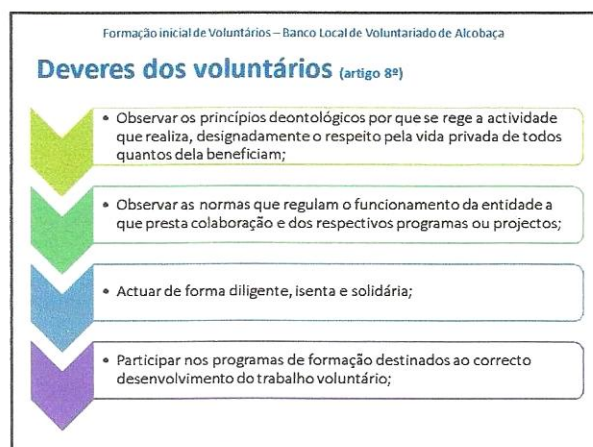 Formação inicial de Voluntários – Banco Local de Voluntariado de Alcobaça
Deveres dos voluntários (artigo 8º)
• Observar os princípios deontológicos por que se rege a actividade
que realiza, designadamente o respeito pela vida privada de todos
quantos dela beneficiam;
• Observar as normas que regulam o funcionamento da entidade a
que presta colaboração e dos respectivos programas ou projectos;
• Actuar de forma diligente, isenta e solidária;
• Participar nos programas de formação destinados ao correcto
desenvolvimento do trabalho voluntário;